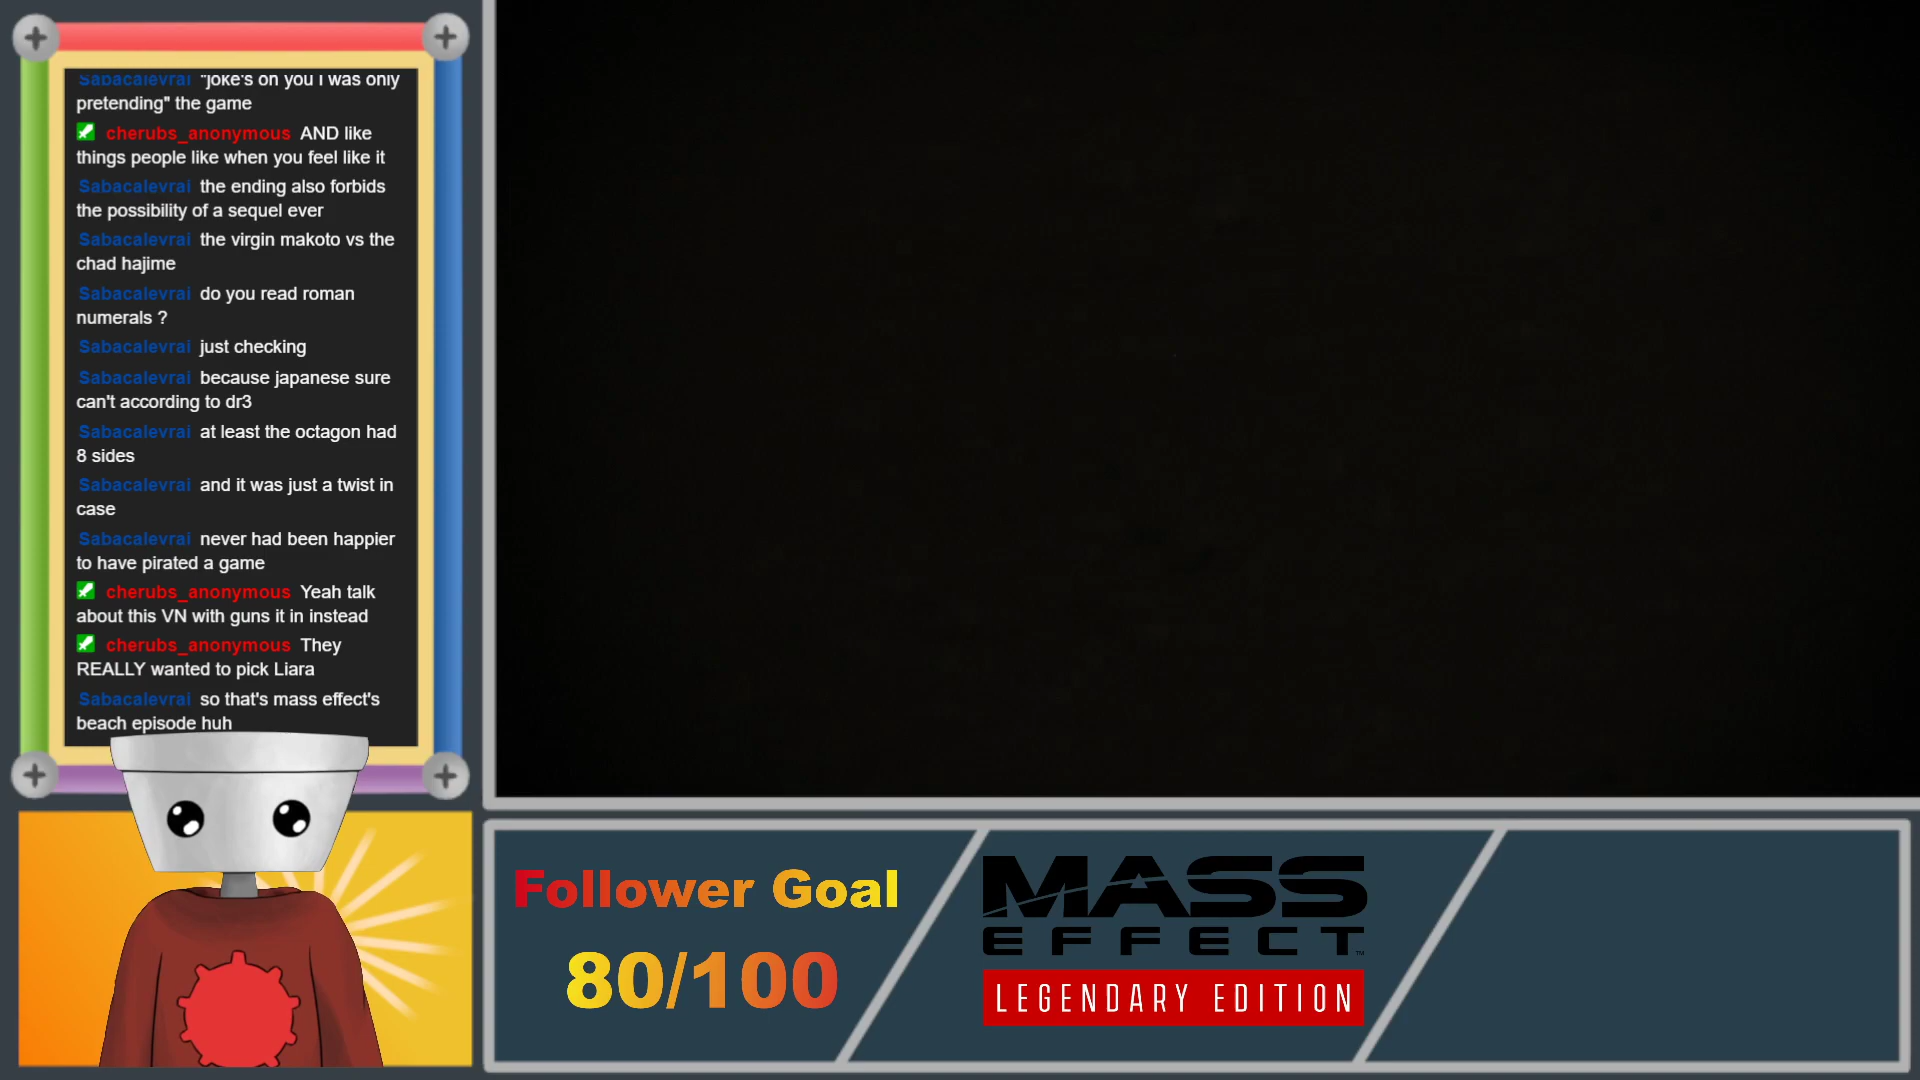 Sabacalevrai "joke's on you I was only
pretending" the game
cherubs_anonymous AND like
things people like when you feel like it
Sabacalevrai the ending also forbids
the possibility of a sequel ever
Sabacalevrai the virgin makoto vs the
chad hajime
Sabacalevrai do you read roman
numerals ?
Sabacalevrai just checking
Sabacalevrai because japanese sure
can't according to dr3
Sabacalevrai at least the octagon had
8 sides
Sabacalevrai and it was just a twist in
case
Sabacalevrai never had been happier
to have pirated a game
cherubs_anonymous Yeah talk
about this VN with guns it in instead
cherubs_anonymous They
REALLY wanted to pick Liara
Sabacalevrai so that's mass effect's
beach episode huh
Follower Goal
80/100
MASS
EFFECT™
LEGENDARY EDITION